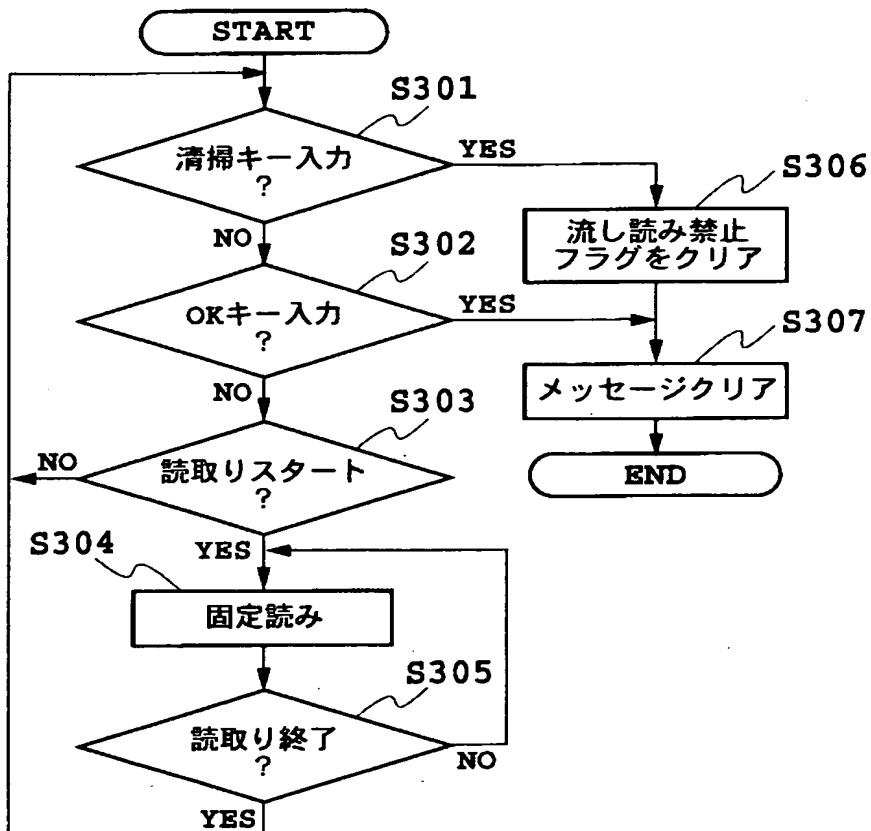 START
S301
清掃キー入力
?
YES
S306
流し読み禁止
フラグをクリア
NO
S302
OKキー入力
?
YES
S307
メッセージクリア
NO
S303
読取りスタート
?
NO
END
YES
S304
固定読み
S305
読取り終了
?
NO
YES